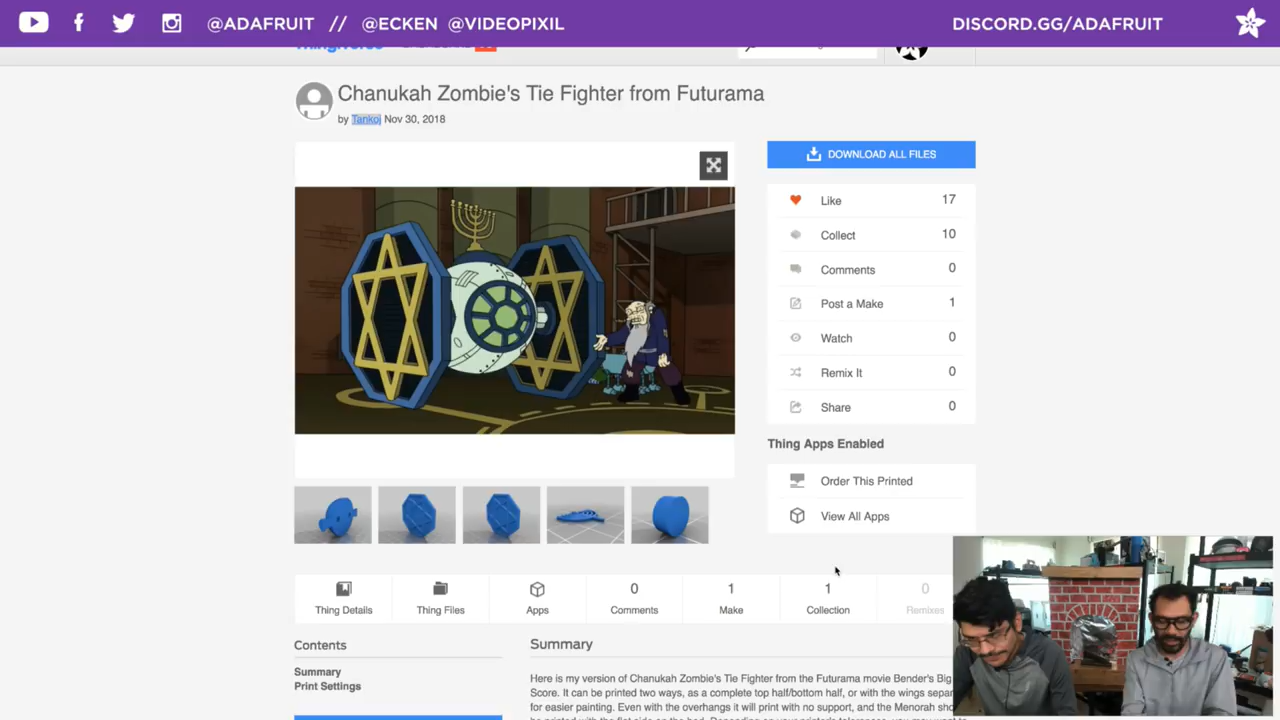 @ADAFRUIT // @ECKEN @VIDEOPIXIL
DISCORD.GG/ADAFRUIT
Chanukah Zombie's Tie Fighter from Futurama
by Tankoj Nov 30, 2018
DOWNLOAD ALL FILES
Like 17
Collect 10
Comments 0
Post a Make 1
Watch 0
Remix It 0
Share 0
Thing Apps Enabled
Order This Printed
View All Apps
Thing Details
Thing Files
Apps
0 Comments
1 Make
1 Collection
0 Remixes
Contents
Summary
Print Settings
Summary
Here is my version of Chanukah Zombie's Tie Fighter from the Futurama movie Bender's Big
Score. It can be printed two ways, as a complete top half/bottom half, or with the wings
for easier painting. Even with the overhangs it will print with no support, and the Menorah